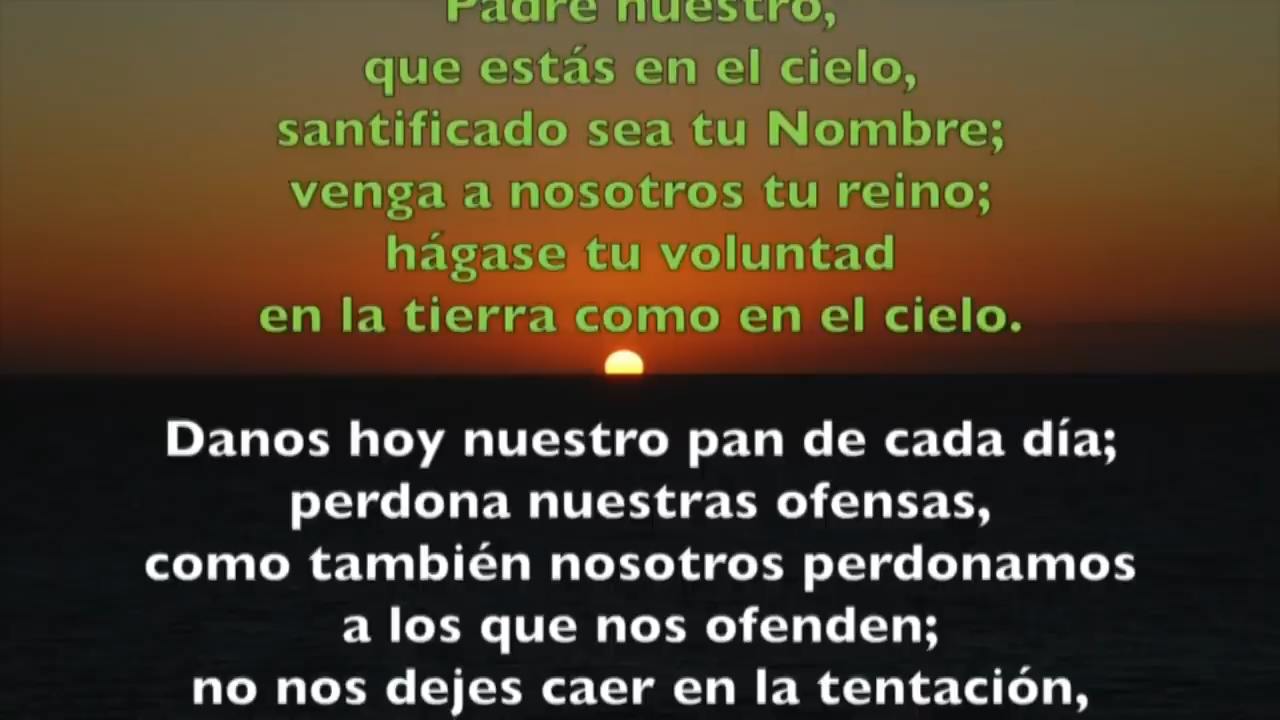 Padre nuestro,
que estás en el cielo,
santificado sea tu Nombre;
venga a nosotros tu reino;
hágase tu voluntad
en la tierra como en el cielo.
Danos hoy nuestro pan de cada día;
perdona nuestras ofensas,
como también nosotros perdonamos
a los que nos ofenden;
no nos dejes caer en la tentación,